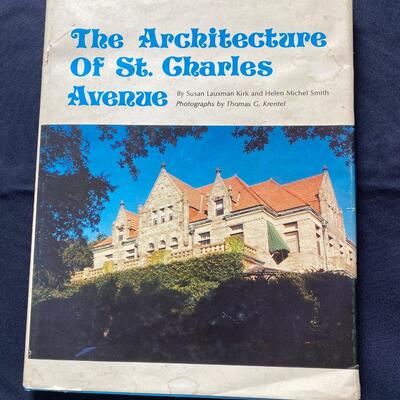 The Architecture
Of St. Charles
Avenue
By Susan Lauxman Kirk and Helen Michel Smith
Photographs by Thomas G. Krentel